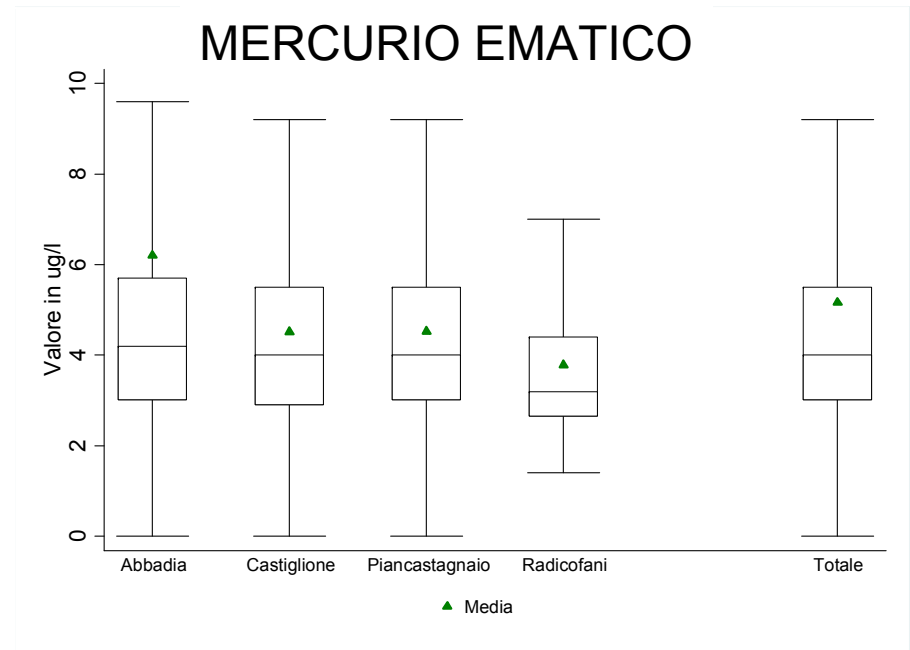 MERCURIO EMATICO
Valore in ug/l
10
8
6
4
2
0
Abbadia Castiglione Piancastagnaio Radicofani Totale
Media